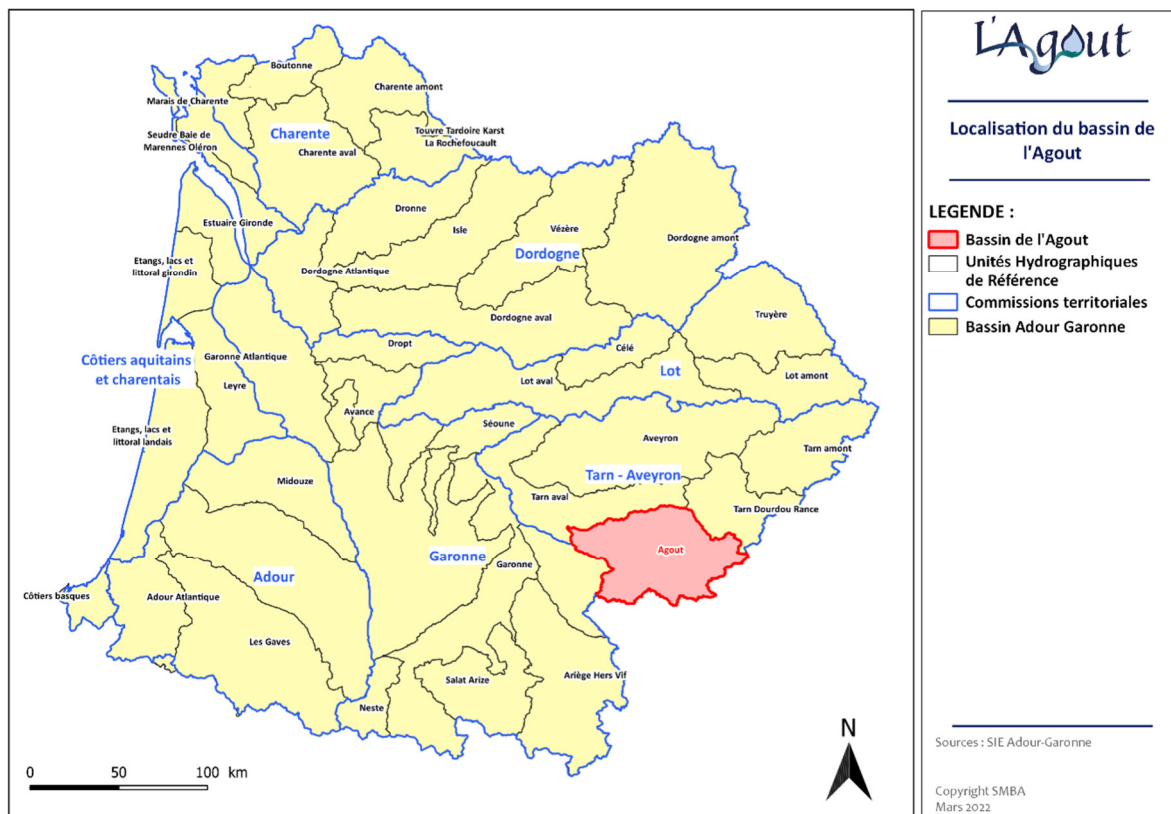 Boutonne
Marais de Charente
Charente amont
Seudre Baie de
Marennes Oléron
Charente
Touvre Tardoire Karst
La Rochefoucault
Charente aval
Dronne
Isle
Vézère
Estuaire Gironde
Dordogne
Dordogne amont
Etangs, lacs et
littoral girondin
Dordogne Atlantique
Dordogne aval
Truyère
Dropt
Célé
Côtiers aquitains
et charentais
Garonne Atlantique
Lot
Lot amont
Lot aval
Leyre
Avance
Séoune
Etangs, lacs et
littoral landais
Aveyron
Tarn amont
Tarn - Aveyron
Midouze
Tarn aval
Tarn Dourdou Rance
Agout
Garonne
Garonne
Adour
Côtiers basques
Adour Atlantique
Les Gaves
Salat Arize
Ariège Hers Vif
Neste
N
0 50 100 km
L'Agout
Localisation du bassin de
l'Agout
LEGENDE :
Bassin de l'Agout
Unités Hydrographiques
de Référence
Commissions territoriales
Bassin Adour Garonne
Sources : SIE Adour-Garonne
Copyright SMBA
Mars 2022